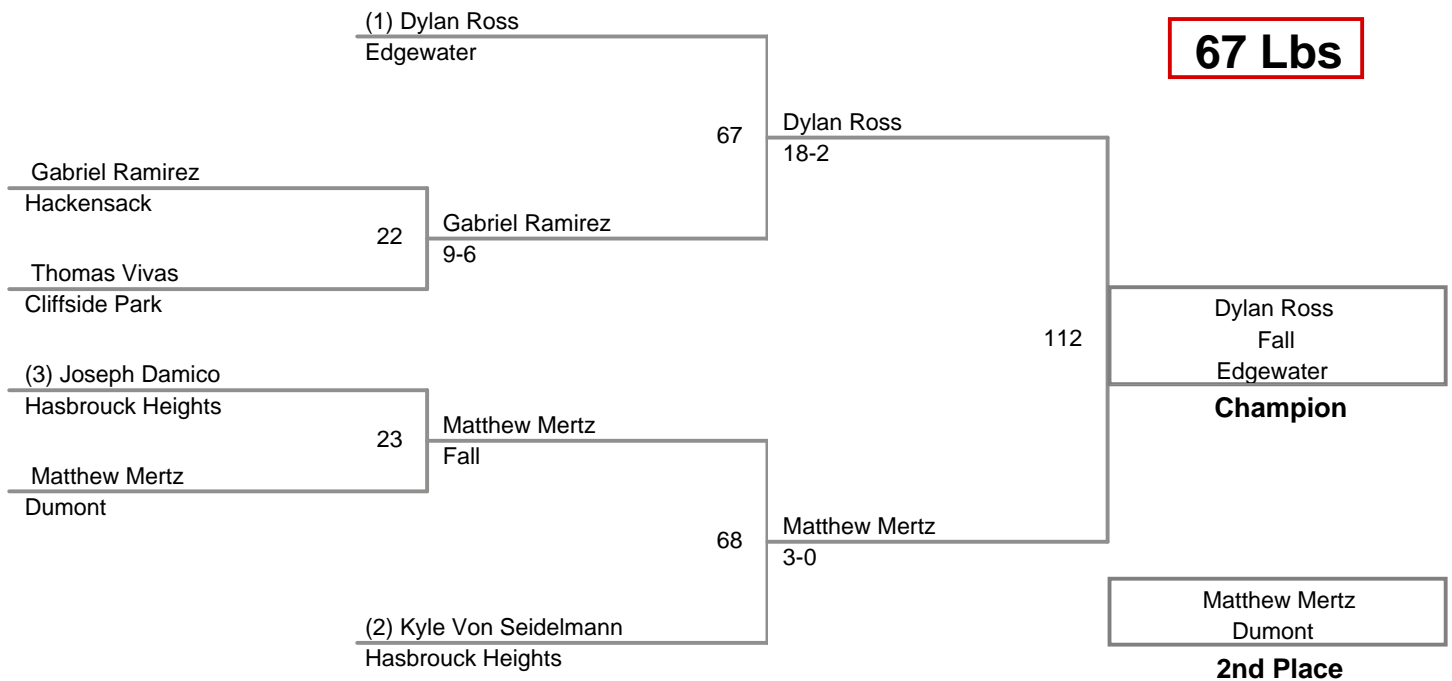 (1) Dylan Ross
Edgewater
67 Lbs
67
Dylan Ross
18-2
Gabriel Ramirez
Hackensack
22
Gabriel Ramirez
9-6
Thomas Vivas
Cliffside Park
112
Dylan Ross
Fall
Edgewater
Champion
(3) Joseph Damico
Hasbrouck Heights
23
Matthew Mertz
Fall
Matthew Mertz
Dumont
68
Matthew Mertz
3-0
(2) Kyle Von Seidelmann
Hasbrouck Heights
Matthew Mertz
Dumont
2nd Place